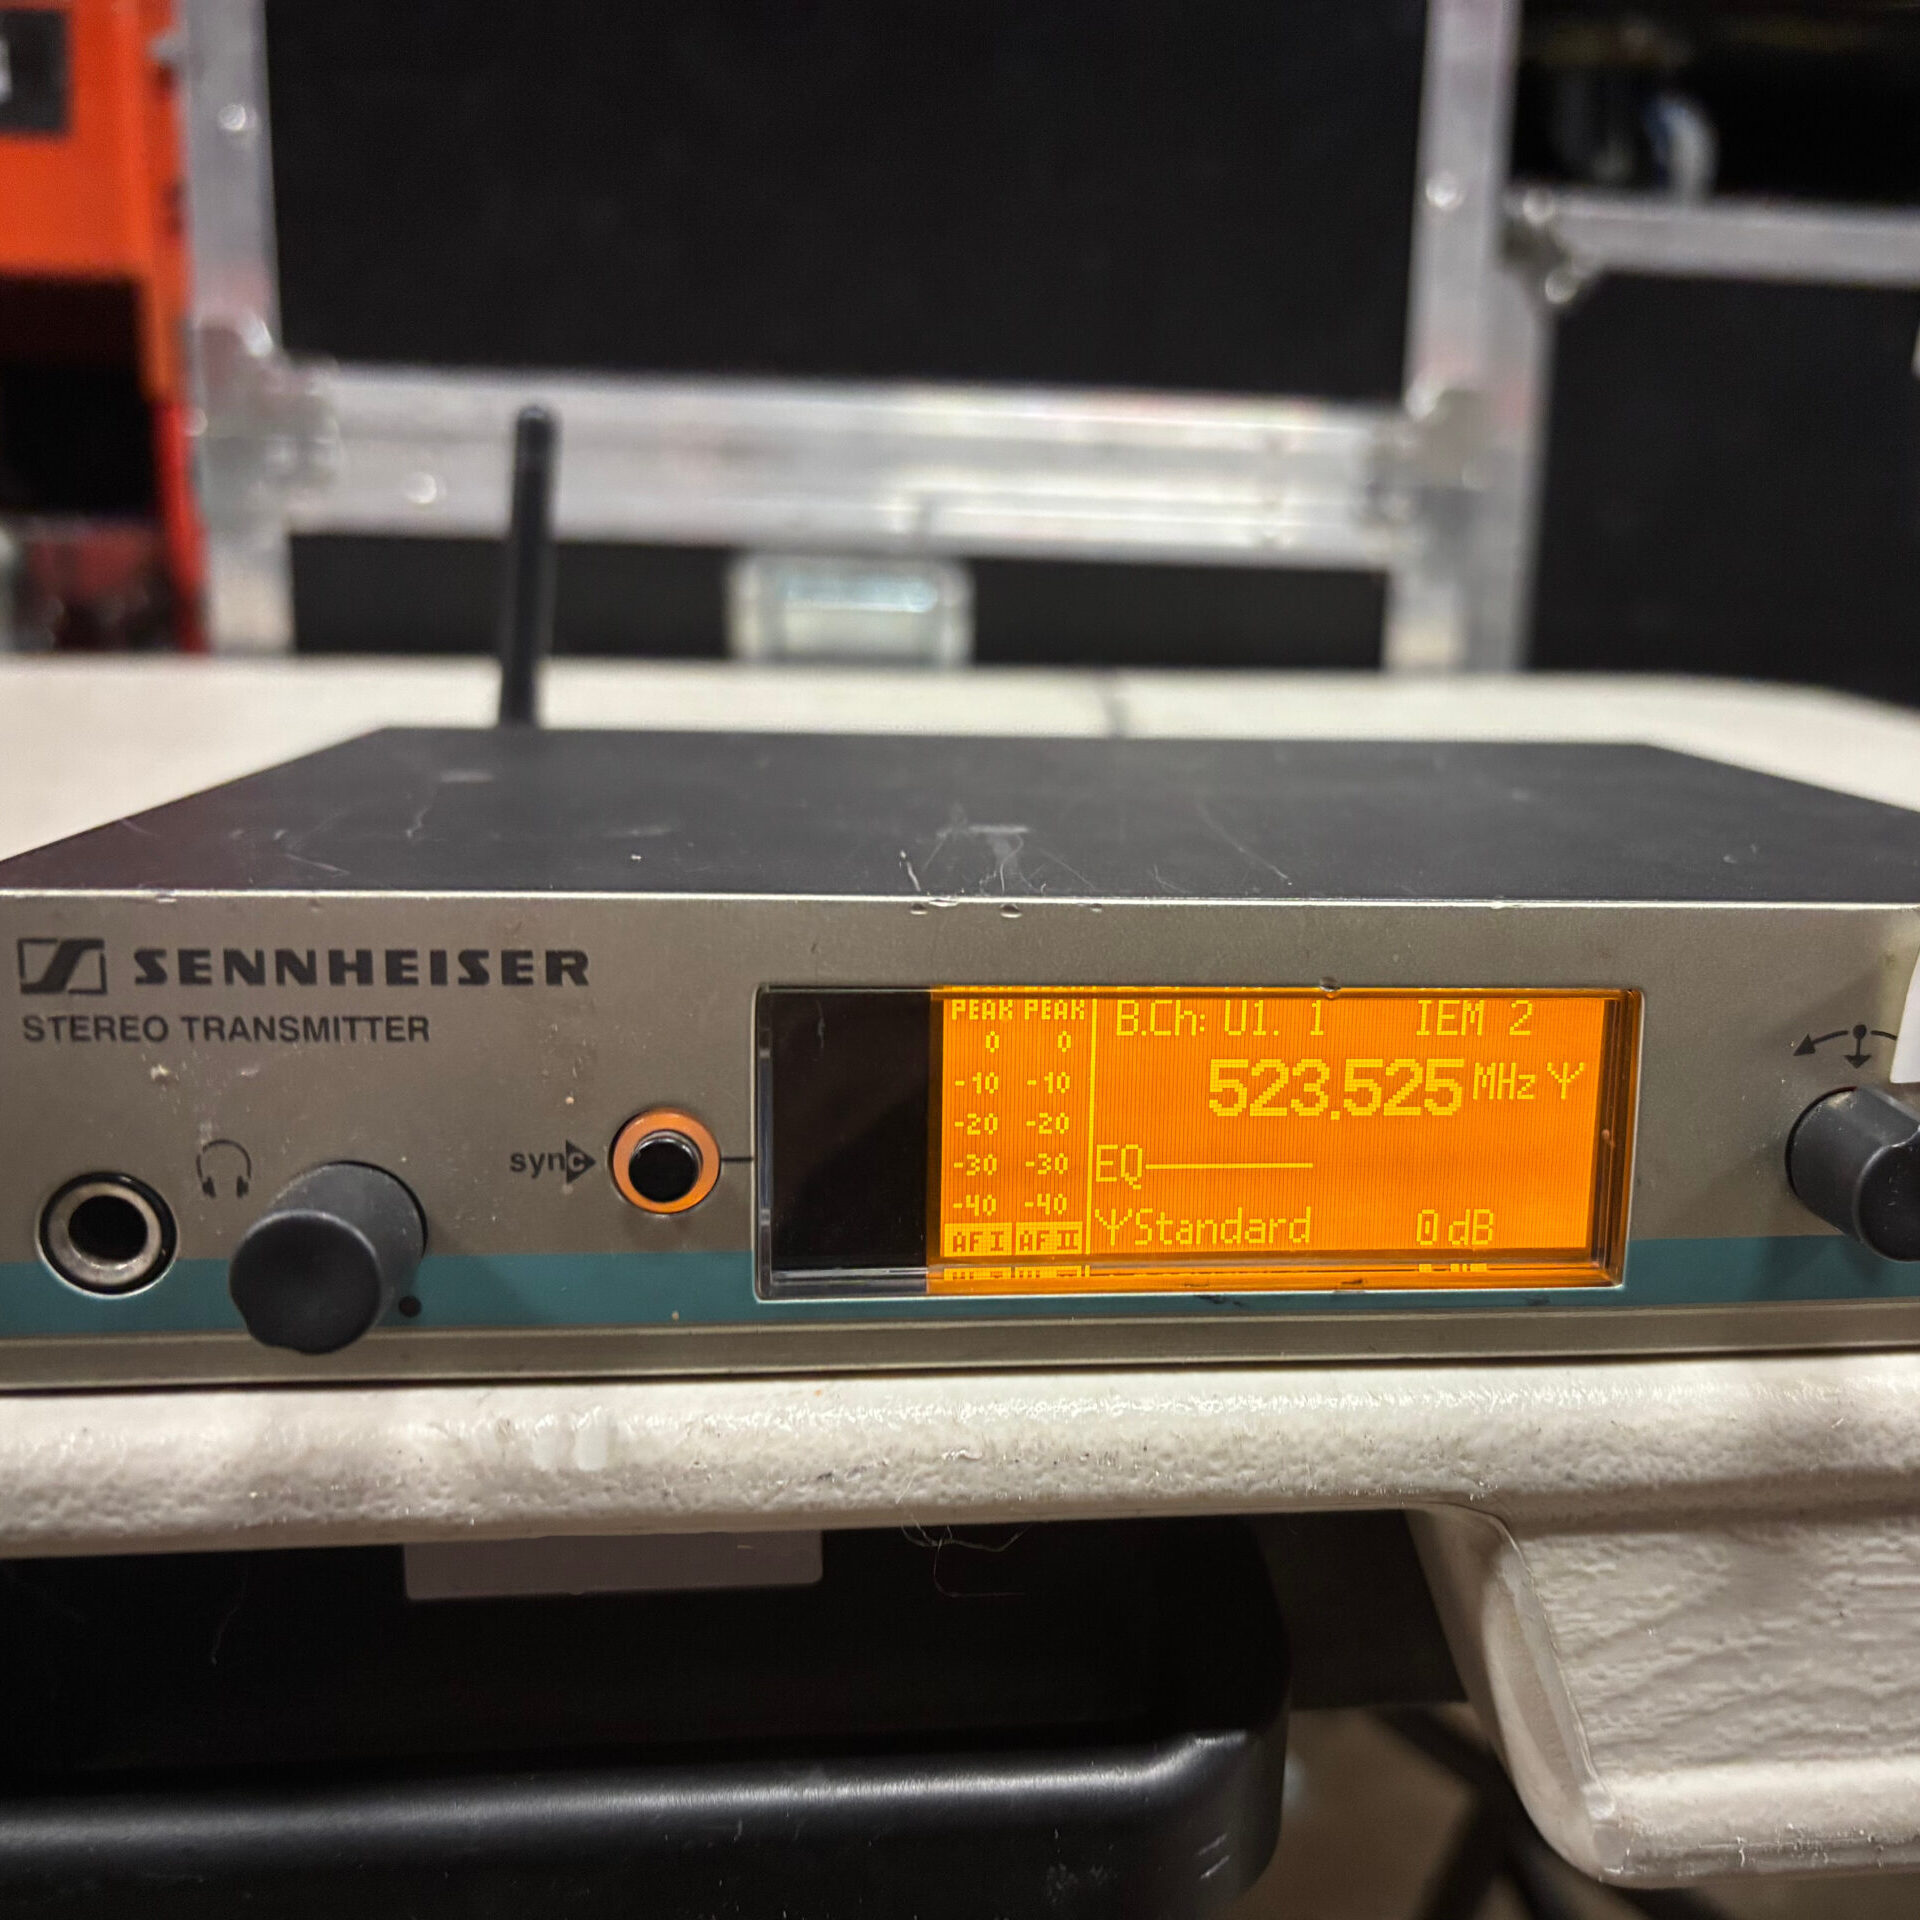 SENNHEISER
STEREO TRANSMITTER
sync
PEAK PEAK
0 0
-10 -10
-20 -20
-30 -30
-40 -40
AF I AF II
B.Ch: U1. 1 IEM 2
523.525 MHz
EQ
Standard 0 dB